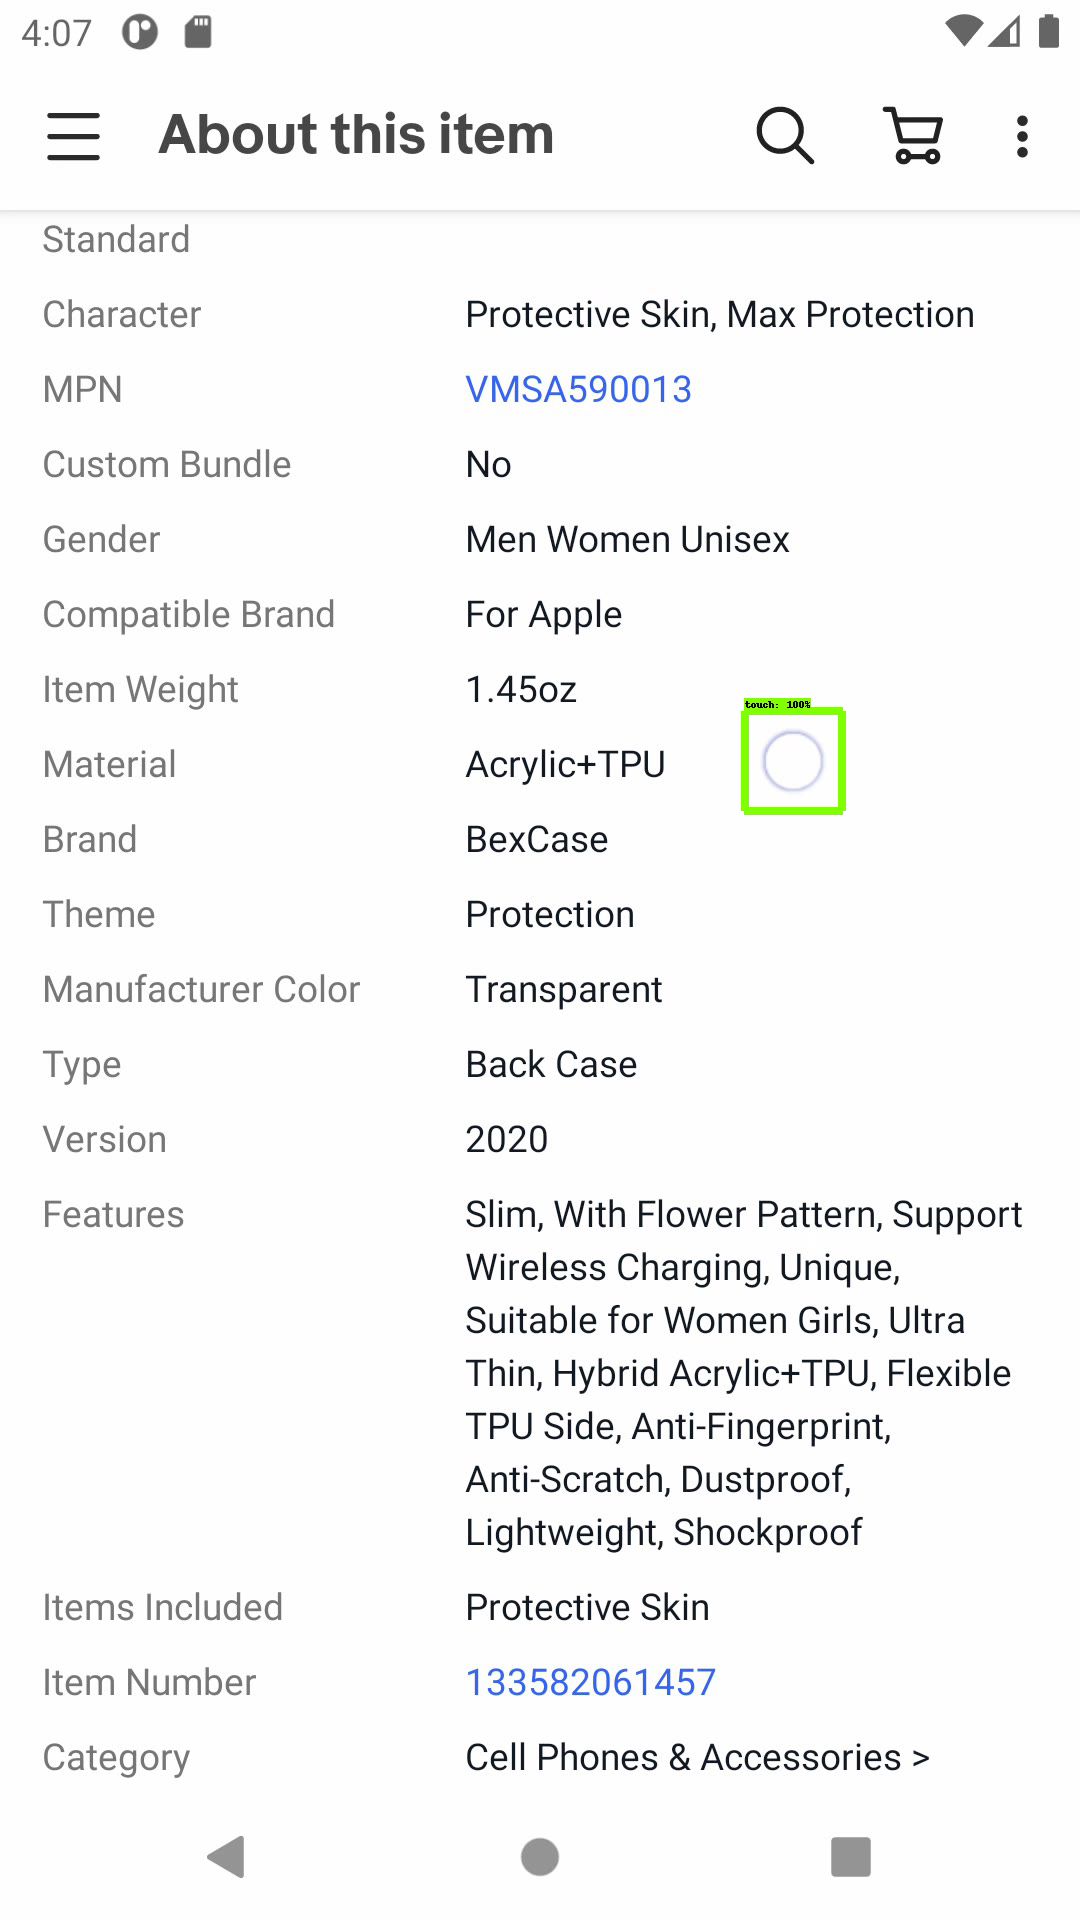 4:07
About this item
Standard
Character Protective Skin, Max Protection
MPN VMSA590013
Custom Bundle No
Gender Men Women Unisex
Compatible Brand For Apple
Item Weight 1.45oz
touch: 100%
Material Acrylic+TPU
Brand BexCase
Theme Protection
Manufacturer Color Transparent
Type Back Case
Version 2020
Features Slim, With Flower Pattern, Support
Wireless Charging, Unique,
Suitable for Women Girls, Ultra
Thin, Hybrid Acrylic+TPU, Flexible
TPU Side, Anti-Fingerprint,
Anti-Scratch, Dustproof,
Lightweight, Shockproof
Items Included Protective Skin
Item Number 133582061457
Category Cell Phones & Accessories >